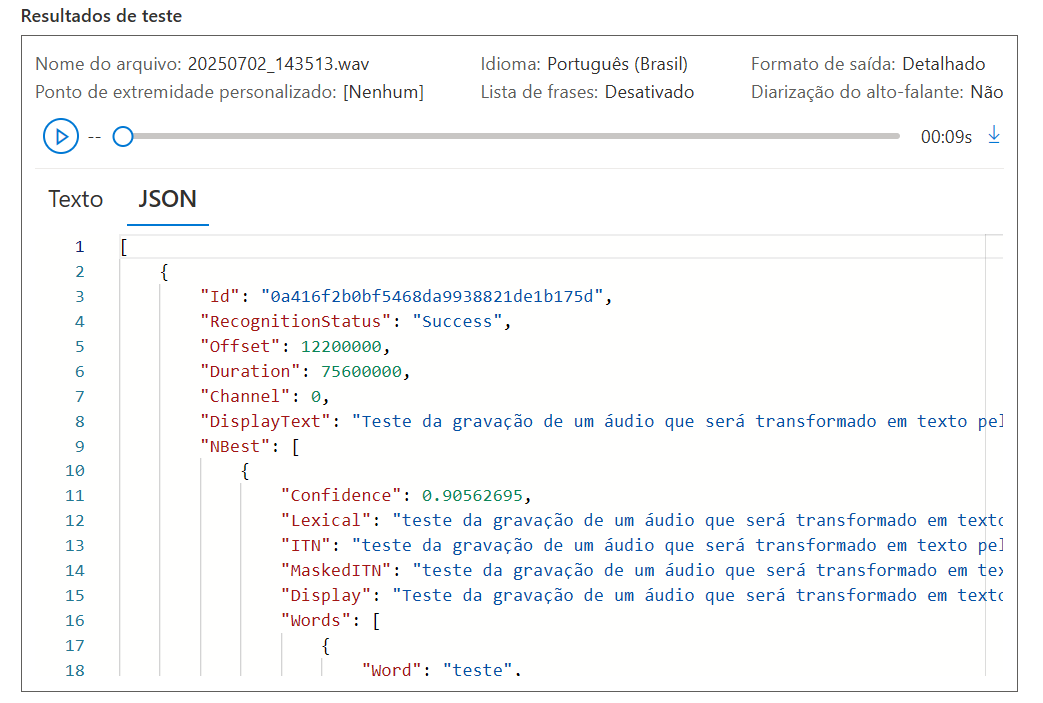 Resultados de teste
Nome do arquivo: 20250702_143513.wav Idioma: Português (Brasil) Formato de saída: Detalhado
Ponto de extremidade personalizado: [Nenhum] Lista de frases: Desativado Diarização do alto-falante: Não
-- 00:09s
Texto JSON
1 [
2 {
3 "Id": "0a416f2b0bf5468da9938821de1b175d",
4 "RecognitionStatus": "Success",
5 "Offset": 12200000,
6 "Duration": 75600000,
7 "Channel": 0,
8 "DisplayText": "Teste da gravação de um áudio que será transformado em texto pel
9 "NBest": [
10 {
11 "Confidence": 0.90562695,
12 "Lexical": "teste da gravação de um áudio que será transformado em texto
13 "ITN": "teste da gravação de um áudio que será transformado em texto pel
14 "MaskedITN": "teste da gravação de um áudio que será transformado em tex
15 "Display": "Teste da gravação de um áudio que será transformado em texto
16 "Words": [
17 {
18 "Word": "teste",